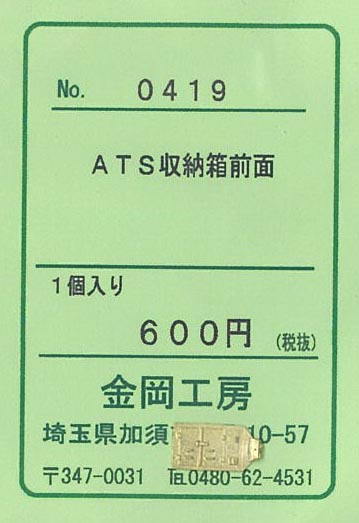 No. 0419
ATS収納箱前面
1個入り
600円 (税抜)
金岡工房
埼玉県加須 10-57
〒347-0031 ℡0480-62-4531